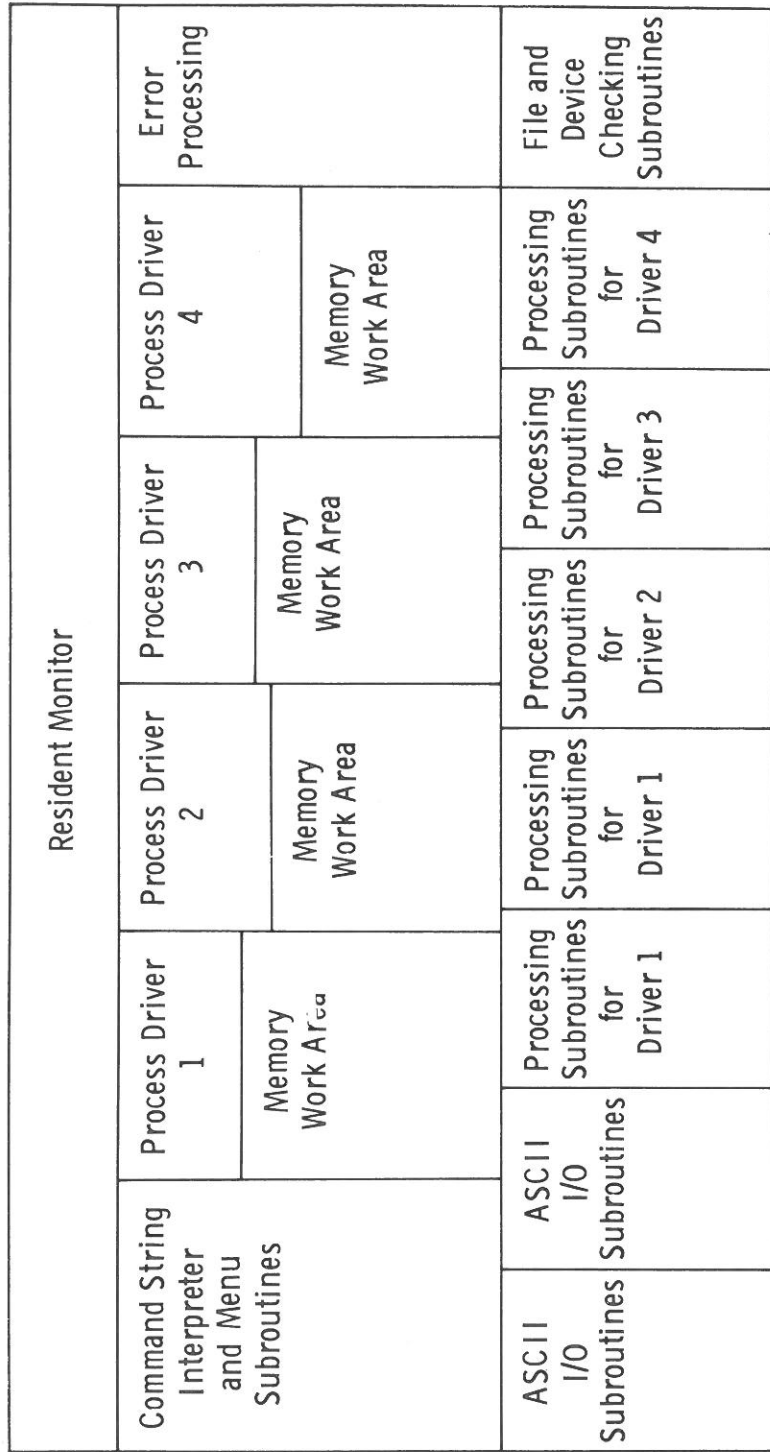 Resident Monitor
Command String
Interpreter
and Menu
Subroutines
Process Driver
1
Memory
Work Area
Process Driver
2
Memory
Work Area
Process Driver
3
Memory
Work Area
Process Driver
4
Memory
Work Area
Error
Processing
ASCII
I/O
Subroutines
ASCII
I/O
Subroutines
Processing
Subroutines
for
Driver 1
Processing
Subroutines
for
Driver 1
Processing
Subroutines
for
Driver 2
Processing
Subroutines
for
Driver 3
Processing
Subroutines
for
Driver 4
File and
Device
Checking
Subroutines